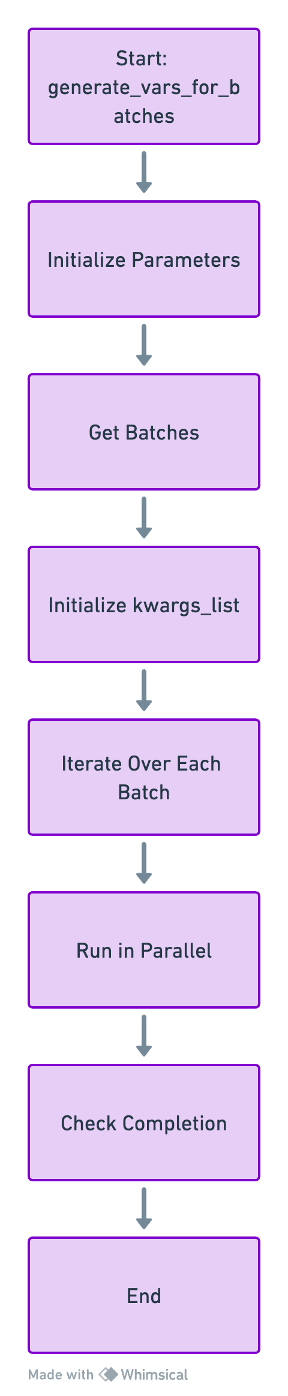 Start:
generate_vars_for_b
atches
Initialize Parameters
Get Batches
Initialize kwargs_list
Iterate Over Each
Batch
Run in Parallel
Check Completion
End
Made with Whimsical